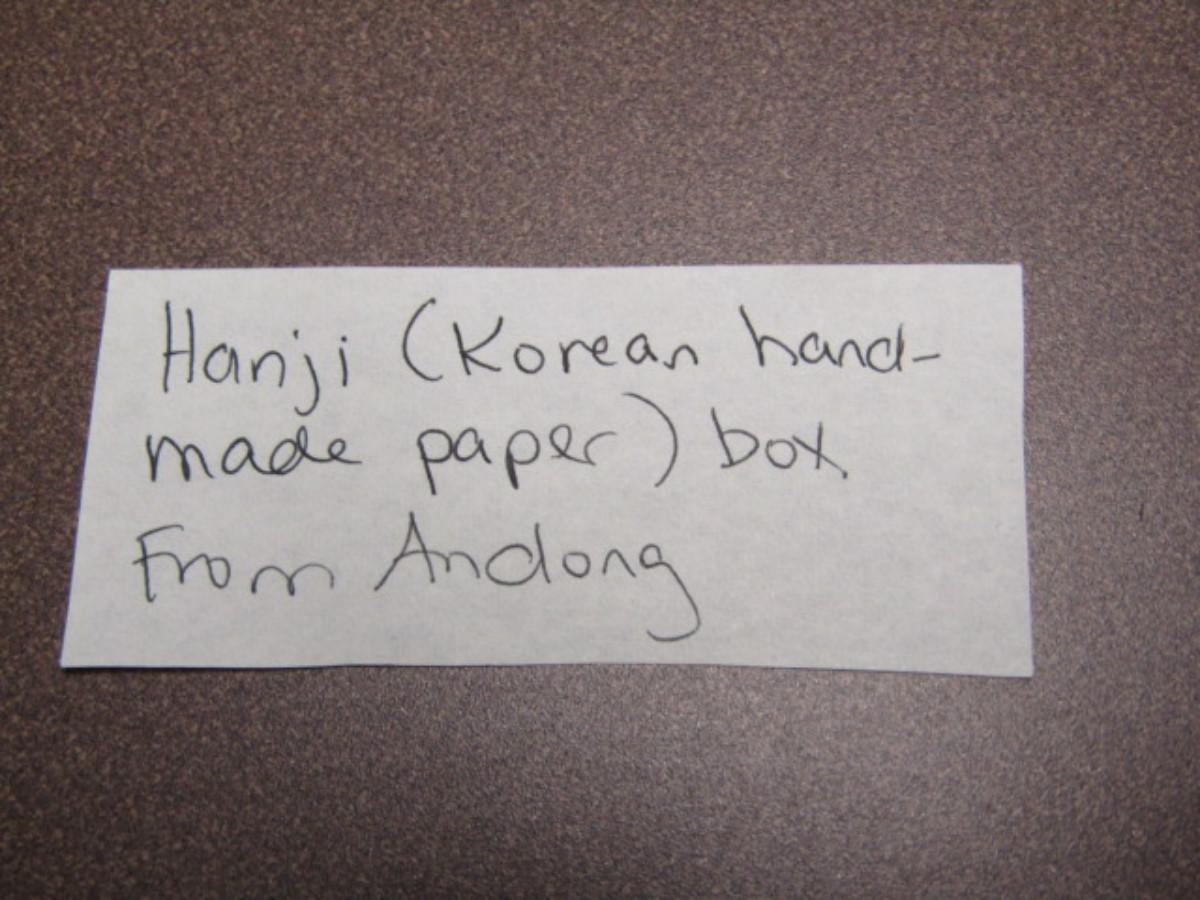 Hanji (Korean hand-
made paper) box
From Andong